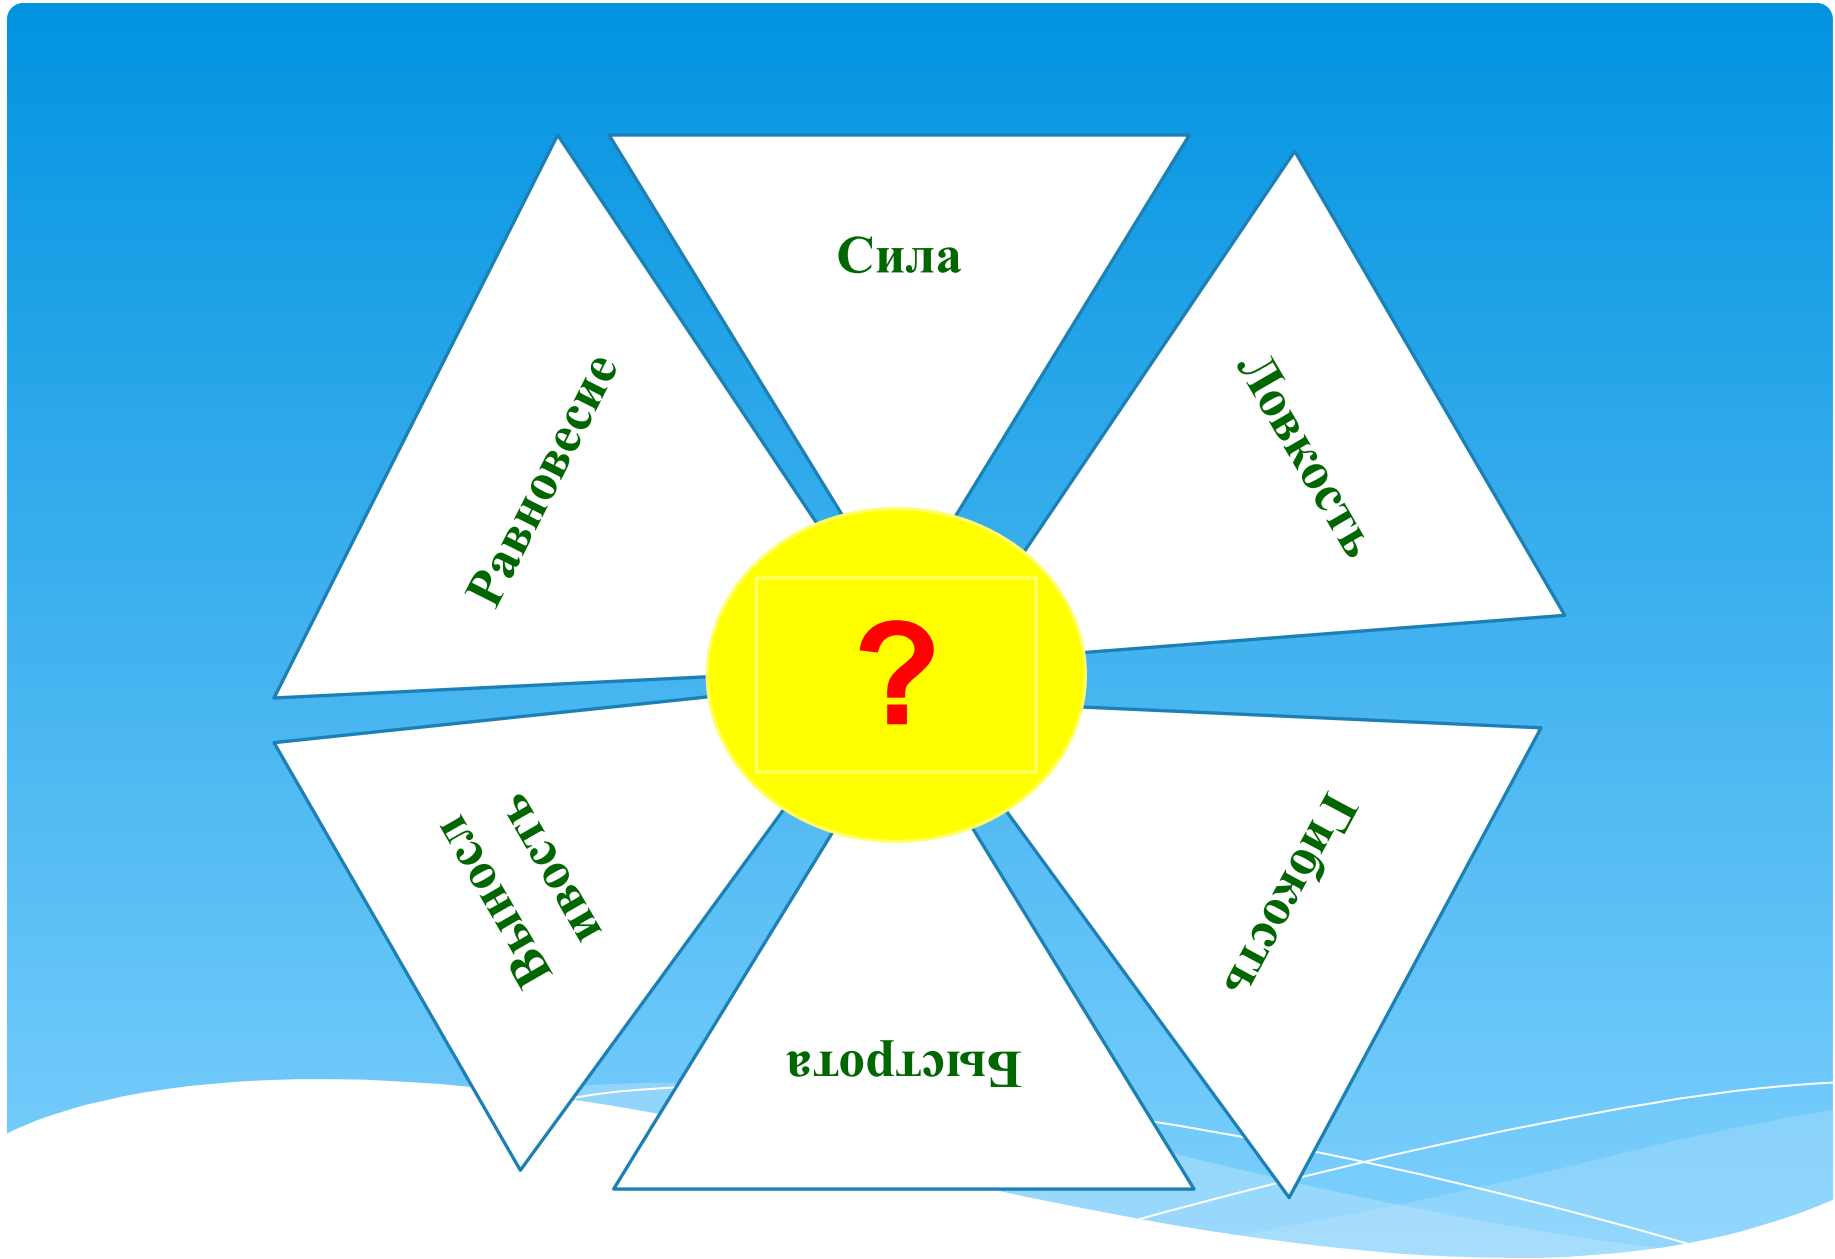 Сила
Ловкость
Гибкость
Быстрота
Выносл
ивость
Равновесие
?